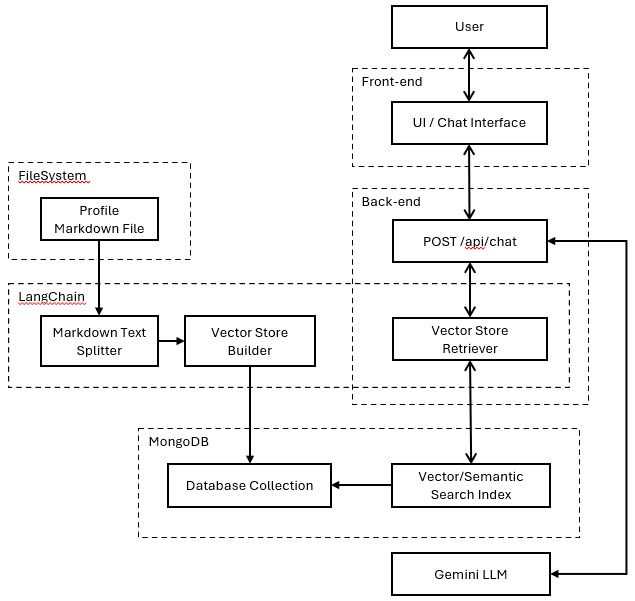 User
Front-end
UI / Chat Interface
FileSystem
Profile
Markdown File
Back-end
POST /api/chat
LangChain
Markdown Text
Splitter
Vector Store
Builder
Vector Store
Retriever
MongoDB
Database Collection
Vector/Semantic
Search Index
Gemini LLM